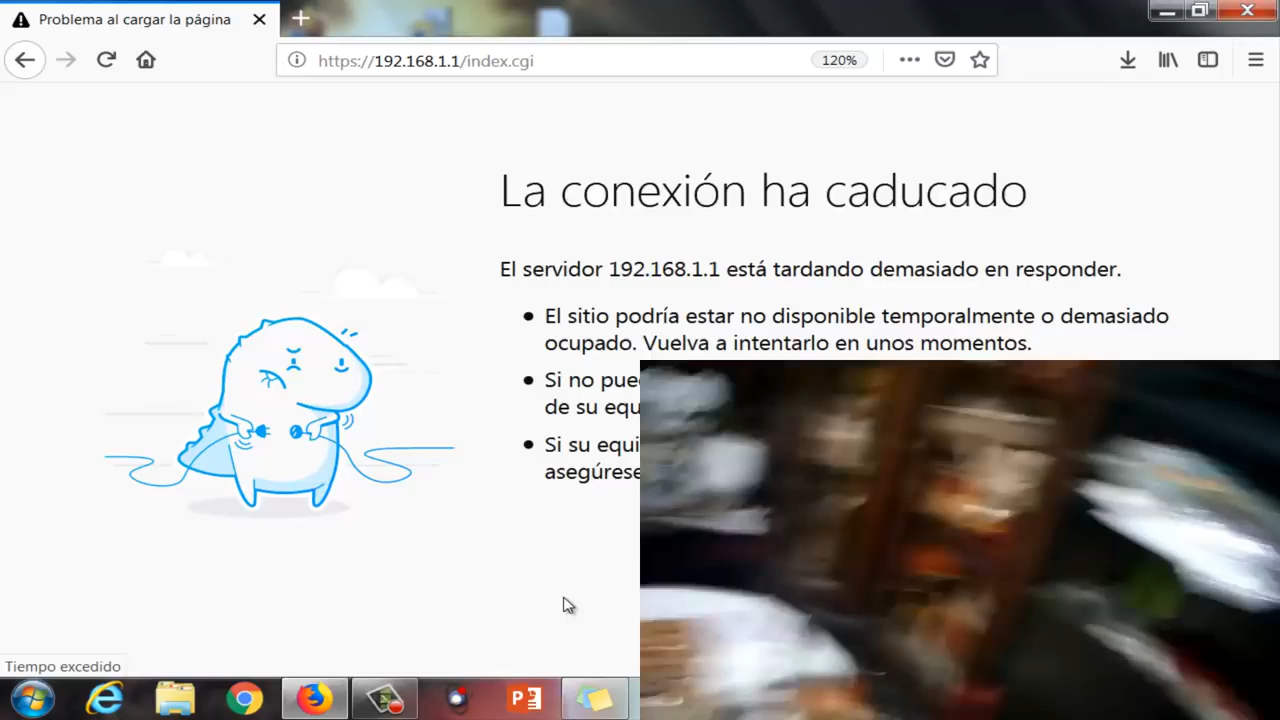 Problema al cargar la página
https://192.168.1.1/index.cgi
120%
La conexión ha caducado
El servidor 192.168.1.1 está tardando demasiado en responder.
El sitio podría estar no disponible temporalmente o demasiado
ocupado. Vuelva a intentarlo en unos momentos.
Si no pue
de su equ
Si su equi
asegúrese
Tiempo excedido